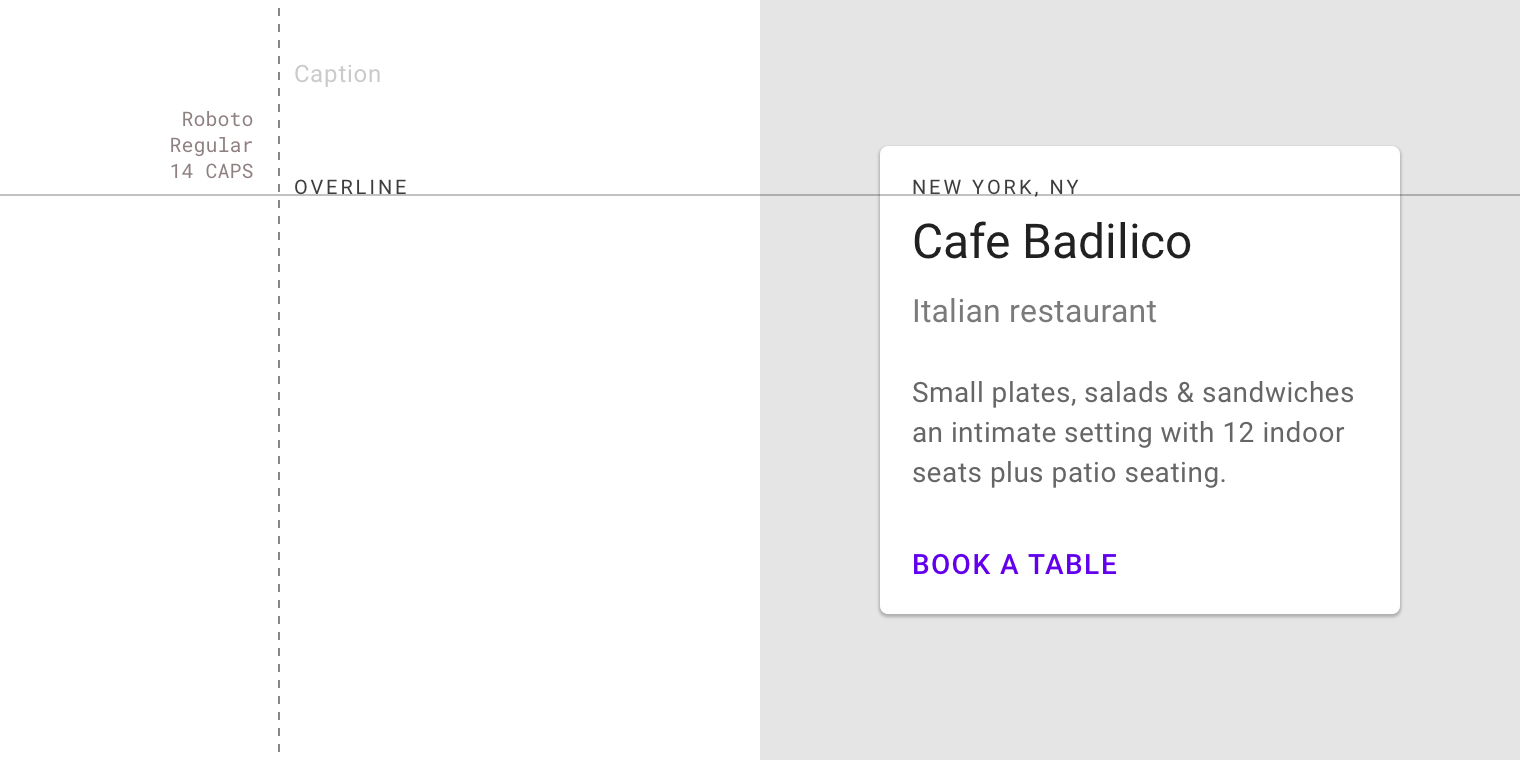 Caption
Roboto
Regular
14 CAPS
OVERLINE
NEW YORK, NY
Cafe Badilico
Italian restaurant
Small plates, salads & sandwiches
an intimate setting with 12 indoor
seats plus patio seating.
BOOK A TABLE